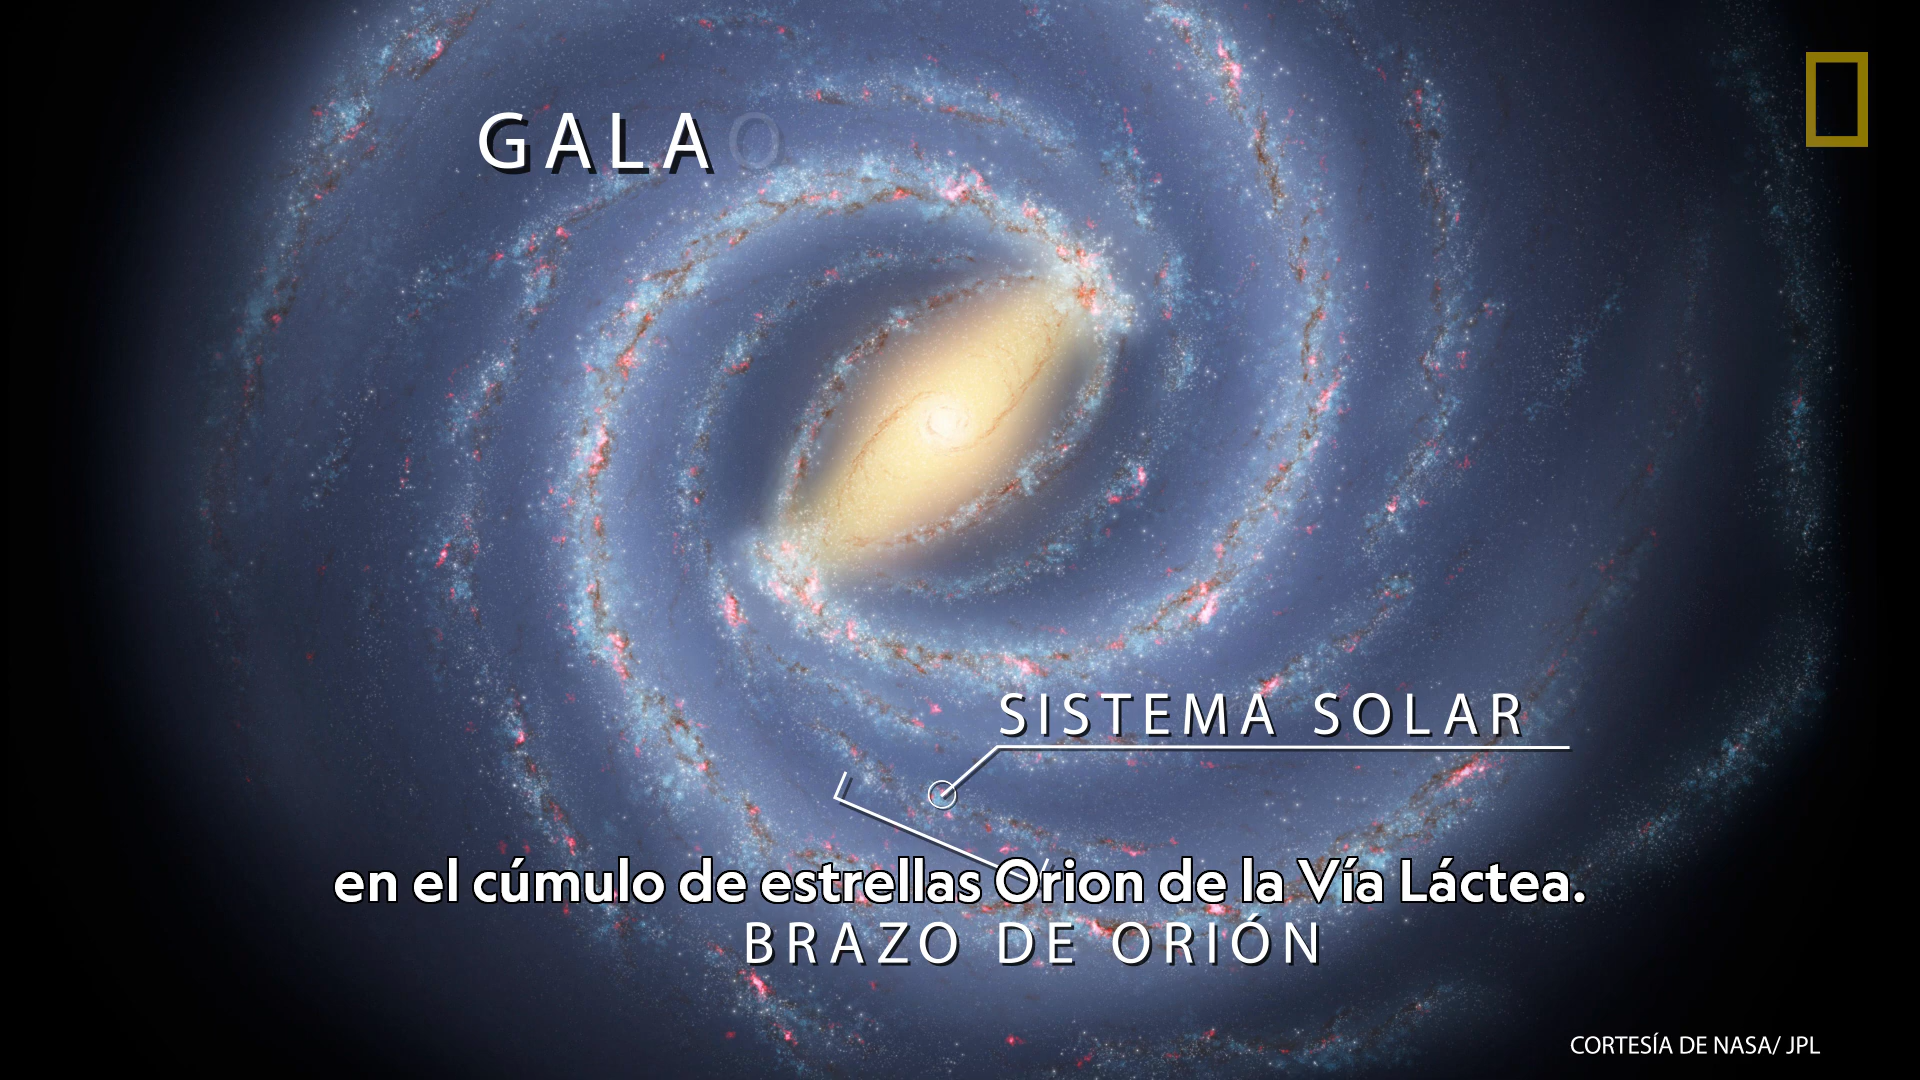 GALA
SISTEMA SOLAR
en el cúmulo de estrellas Orion de la Vía Láctea.
BRAZO DE ORIÓN
CORTESÍA DE NASA/ JPL